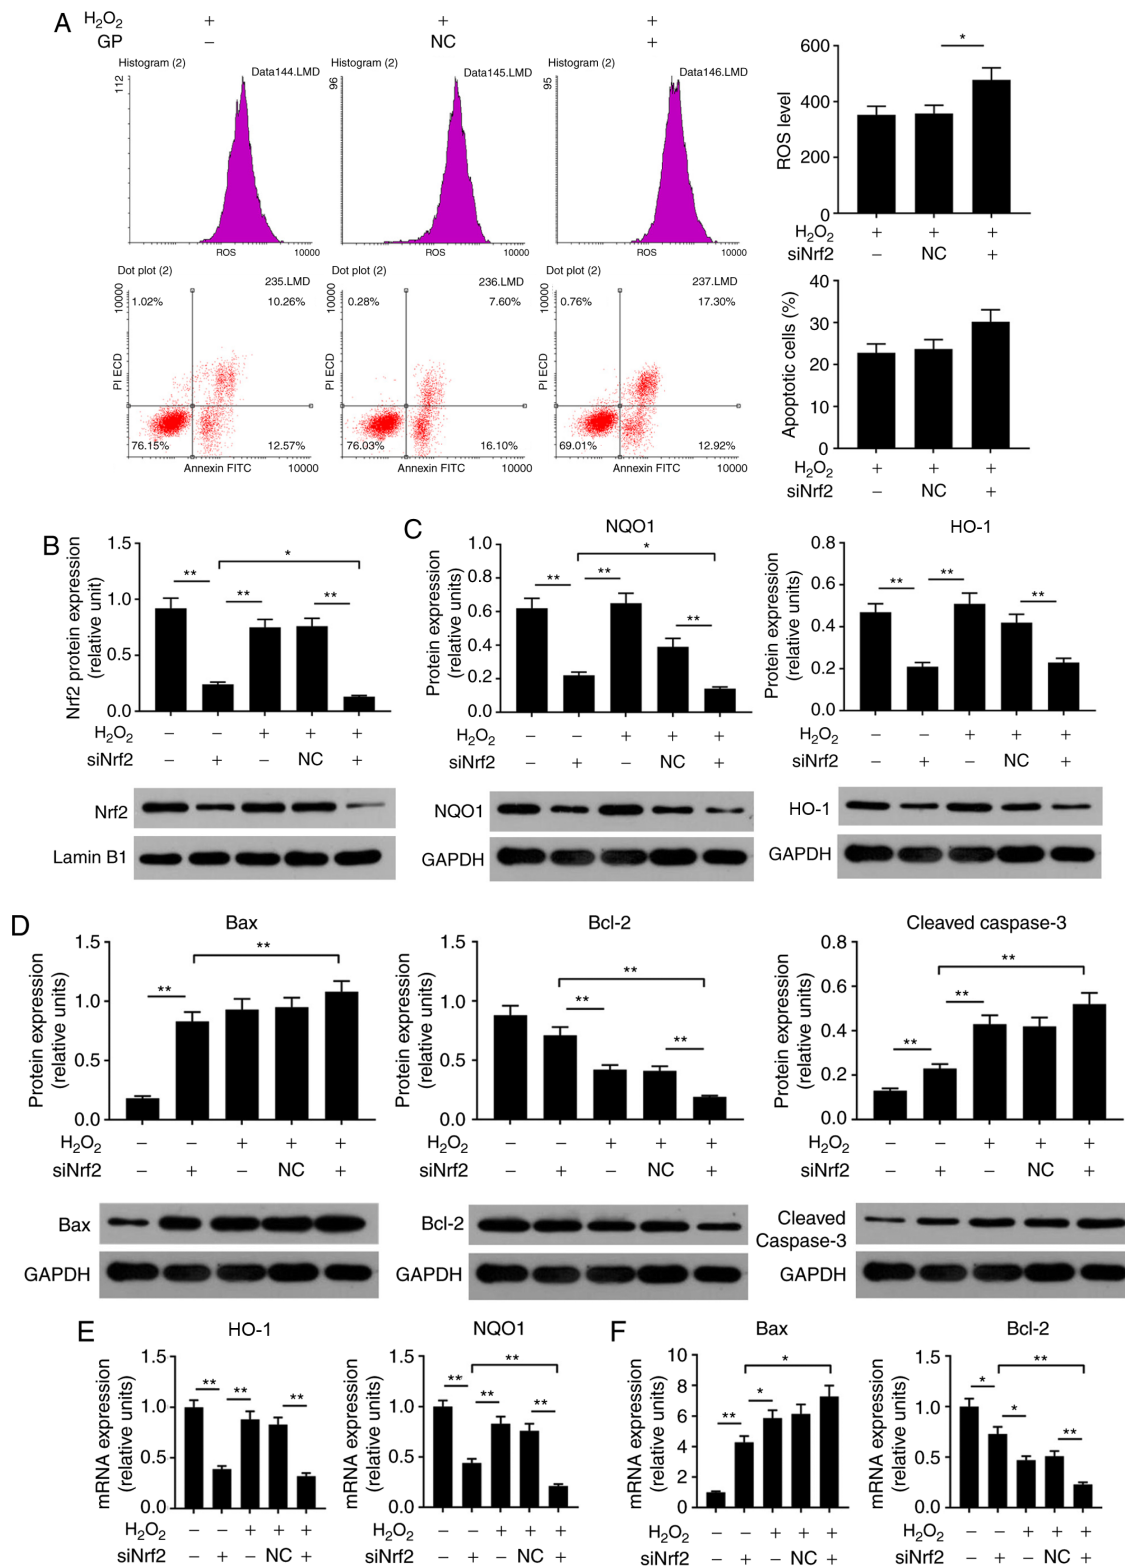 A
H2O2 + + +
GP − NC +
Histogram (2)
Data144.LMD
112
ROS 10000
Histogram (2)
Data145.LMD
96
ROS 10000
Histogram (2)
Data146.LMD
95
ROS 10000
Dot plot (2)
235.LMD
10000
1.02% 10.26%
PI ECD
76.15% 12.57%
Annexin FITC 10000
Dot plot (2)
236.LMD
10000
0.28% 7.60%
PI ECD
76.03% 16.10%
Annexin FITC 10000
Dot plot (2)
237.LMD
10000
0.76% 17.30%
PI ECD
69.01% 12.92%
Annexin FITC 10000
*
600
400
200
0
ROS level
H2O2 + + +
siNrf2 − NC +
40
30
20
10
0
Apoptotic cells (%)
H2O2 + + +
siNrf2 − NC +
B
Nrf2 protein expression
(relative unit)
1.5
1.0
0.5
0.0
** ** ** *
H2O2 − − + + +
siNrf2 − + − NC +
Nrf2
Lamin B1
C
NQO1
Protein expression
(relative units)
1.0
0.8
0.6
0.4
0.2
0.0
** ** * **
H2O2 − − + + +
siNrf2 − + − NC +
NQO1
GAPDH
HO-1
Protein expression
(relative units)
0.8
0.6
0.4
0.2
0.0
** ** **
H2O2 − − + + +
siNrf2 − + − NC +
HO-1
GAPDH
D
Bax
Protein expression
(relative units)
1.5
1.0
0.5
0.0
** **
H2O2 − − + + +
siNrf2 − + − NC +
Bax
GAPDH
Bcl-2
Protein expression
(relative units)
1.5
1.0
0.5
0.0
** ** **
H2O2 − − + + +
siNrf2 − + − NC +
Bcl-2
GAPDH
Cleaved caspase-3
Protein expression
(relative units)
0.8
0.6
0.4
0.2
0.0
** ** **
H2O2 − − + + +
siNrf2 − + − NC +
Cleaved
Caspase-3
GAPDH
E
HO-1
mRNA expression
(relative units)
1.5
1.0
0.5
0.0
** ** **
H2O2 − − + + +
siNrf2 − + − NC +
NQO1
mRNA expression
(relative units)
1.5
1.0
0.5
0.0
** ** ** **
− − + + +
− + − NC +
F
Bax
mRNA expression
(relative units)
10
8
6
4
2
0
** * *
H2O2 − − + + +
siNrf2 − + − NC +
Bcl-2
mRNA expression
(relative units)
1.5
1.0
0.5
0.0
* * ** **
− − + + +
− + − NC +